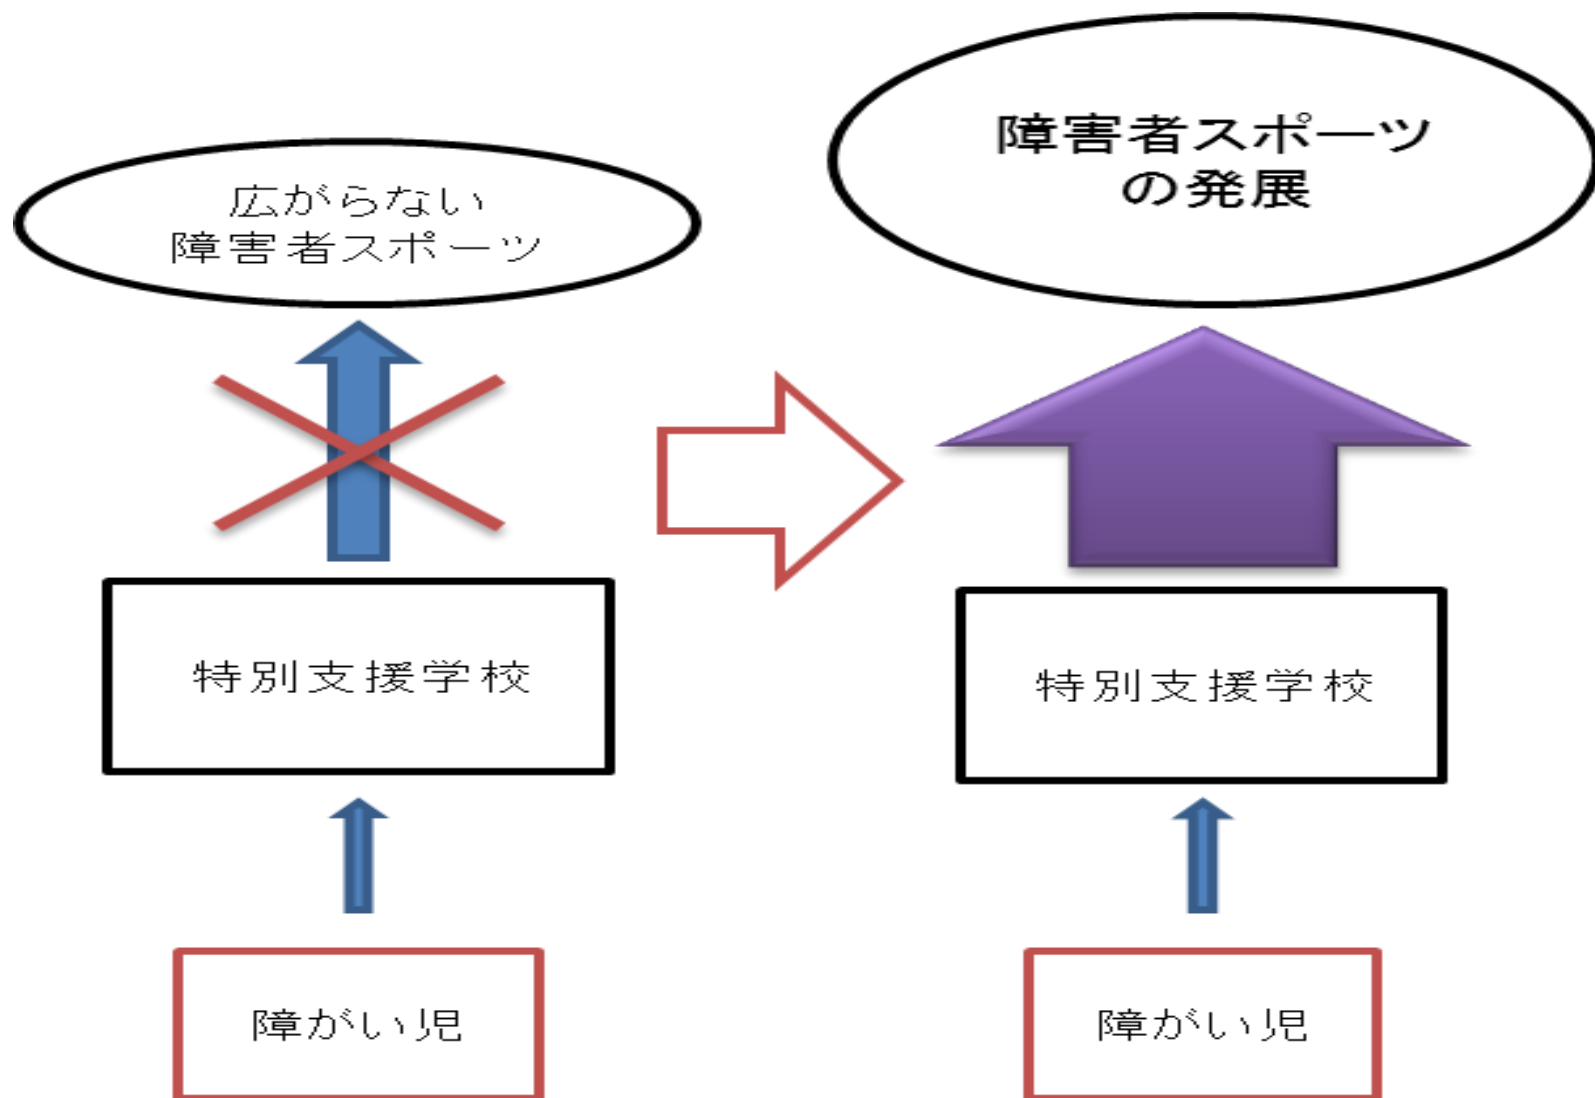 広がらない
障害者スポーツ
特別支援学校
障がい児
障害者スポーツ
の発展
特別支援学校
障がい児